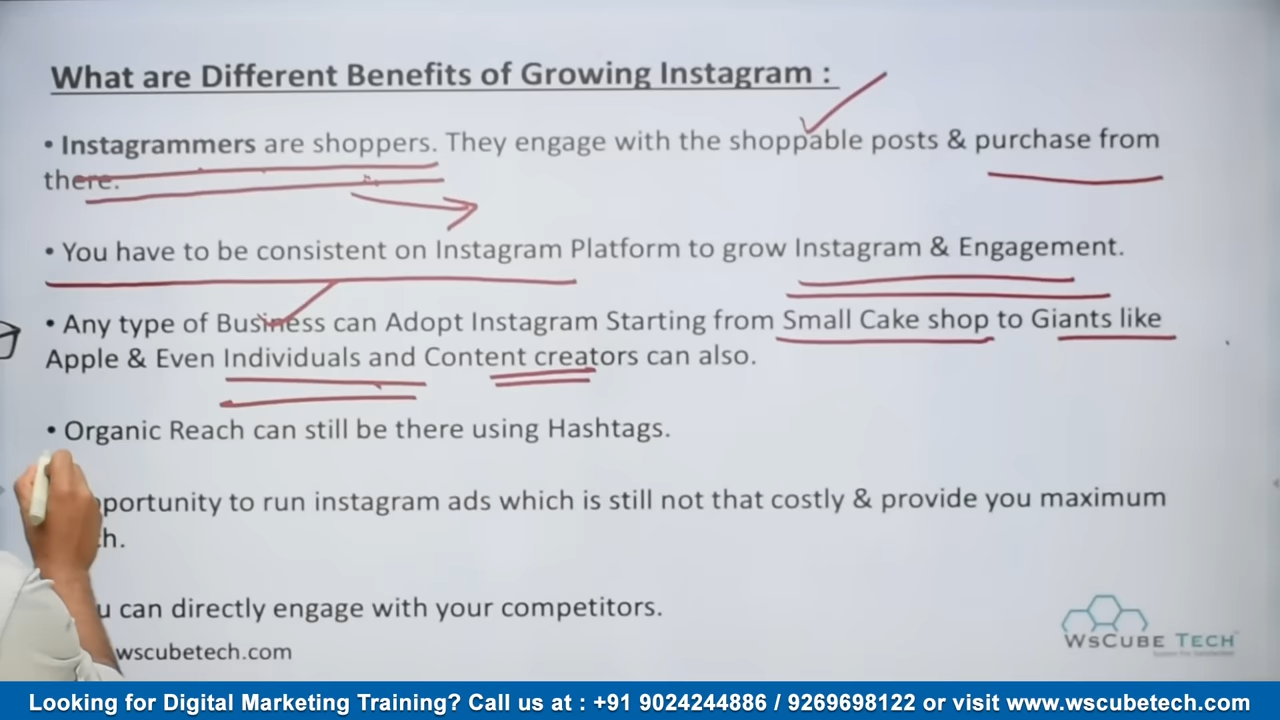 What are Different Benefits of Growing Instagram :
• Instagrammers are shoppers. They engage with the shoppable posts & purchase from
there.
• You have to be consistent on Instagram Platform to grow Instagram & Engagement.
• Any type of Business can Adopt Instagram Starting from Small Cake shop to Giants like
Apple & Even Individuals and Content creators can also.
• Organic Reach can still be there using Hashtags.
pportunity to run instagram ads which is still not that costly & provide you maximum
h.
u can directly engage with your competitors.
wscubetech.com
WsCube Tech
Looking for Digital Marketing Training? Call us at : +91 9024244886 / 9269698122 or visit www.wscubetech.com